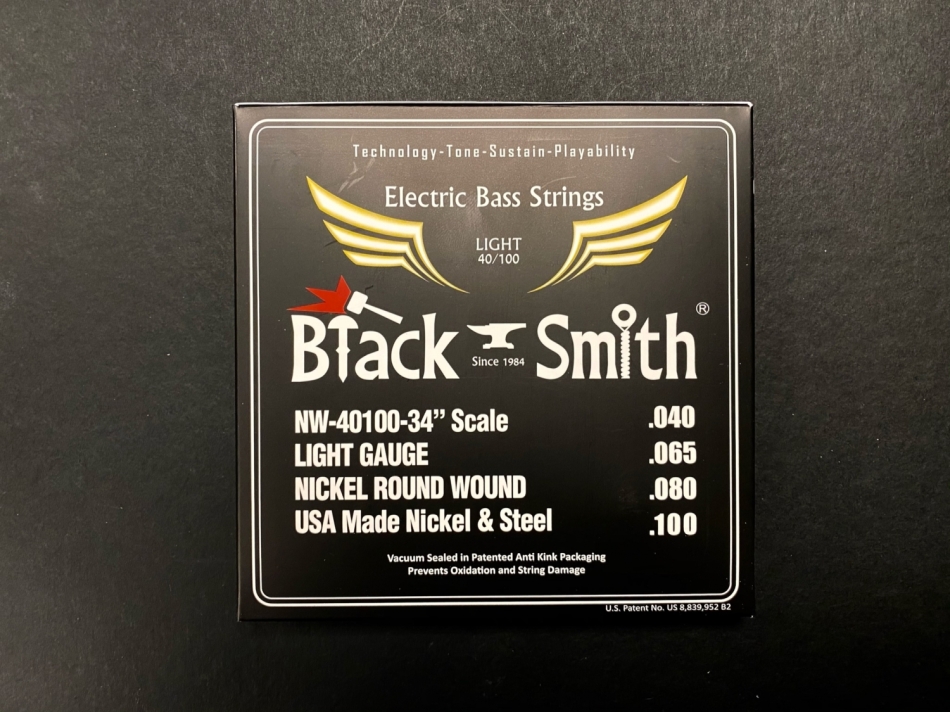 Technology-Tone-Sustain-Playability
Electric Bass Strings
LIGHT
40/100
Black Smith®
Since 1984
NW-40100-34” Scale .040
LIGHT GAUGE .065
NICKEL ROUND WOUND .080
USA Made Nickel & Steel .100
Vacuum Sealed in Patented Anti Kink Packaging
Prevents Oxidation and String Damage
U.S. Patent No. US 8,839,952 B2